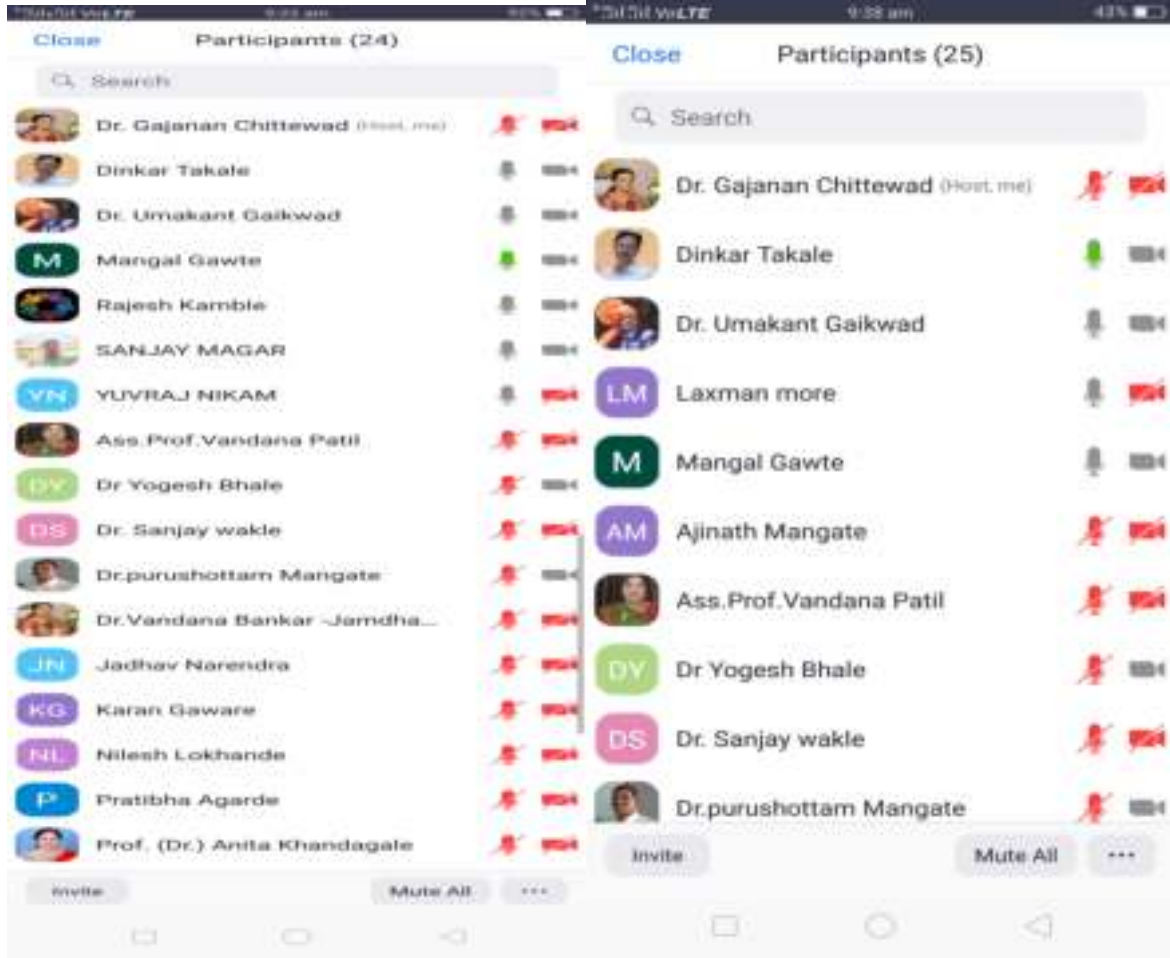 Close Participants (24)
Search
Dr. Gajanan Chittewad (Host, me)
Dinkar Takale
Dr. Umakant Gaikwad
M Mangal Gawte
Rajesh Kamble
SANJAY MAGAR
YN YUVRAJ NIKAM
Ass.Prof.Vandana Patil
DY Dr Yogesh Bhale
DS Dr. Sanjay wakle
Dr.purushottam Mangate
Dr.Vandana Bankar -Jamdha...
JN Jadhav Narendra
KG Karan Gaware
NL Nilesh Lokhande
P Pratibha Agarde
Prof. (Dr.) Anita Khandagale
Invite Mute All
VoLTE 9:38 am 43%
Close Participants (25)
Search
Dr. Gajanan Chittewad (Host, me)
Dinkar Takale
Dr. Umakant Gaikwad
LM Laxman more
M Mangal Gawte
AM Ajinath Mangate
Ass.Prof.Vandana Patil
DY Dr Yogesh Bhale
DS Dr. Sanjay wakle
Dr.purushottam Mangate
Invite Mute All